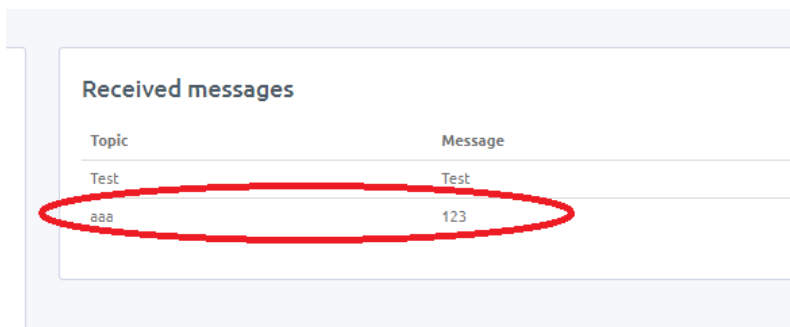 Received messages
Topic Message
Test Test
aaa 123